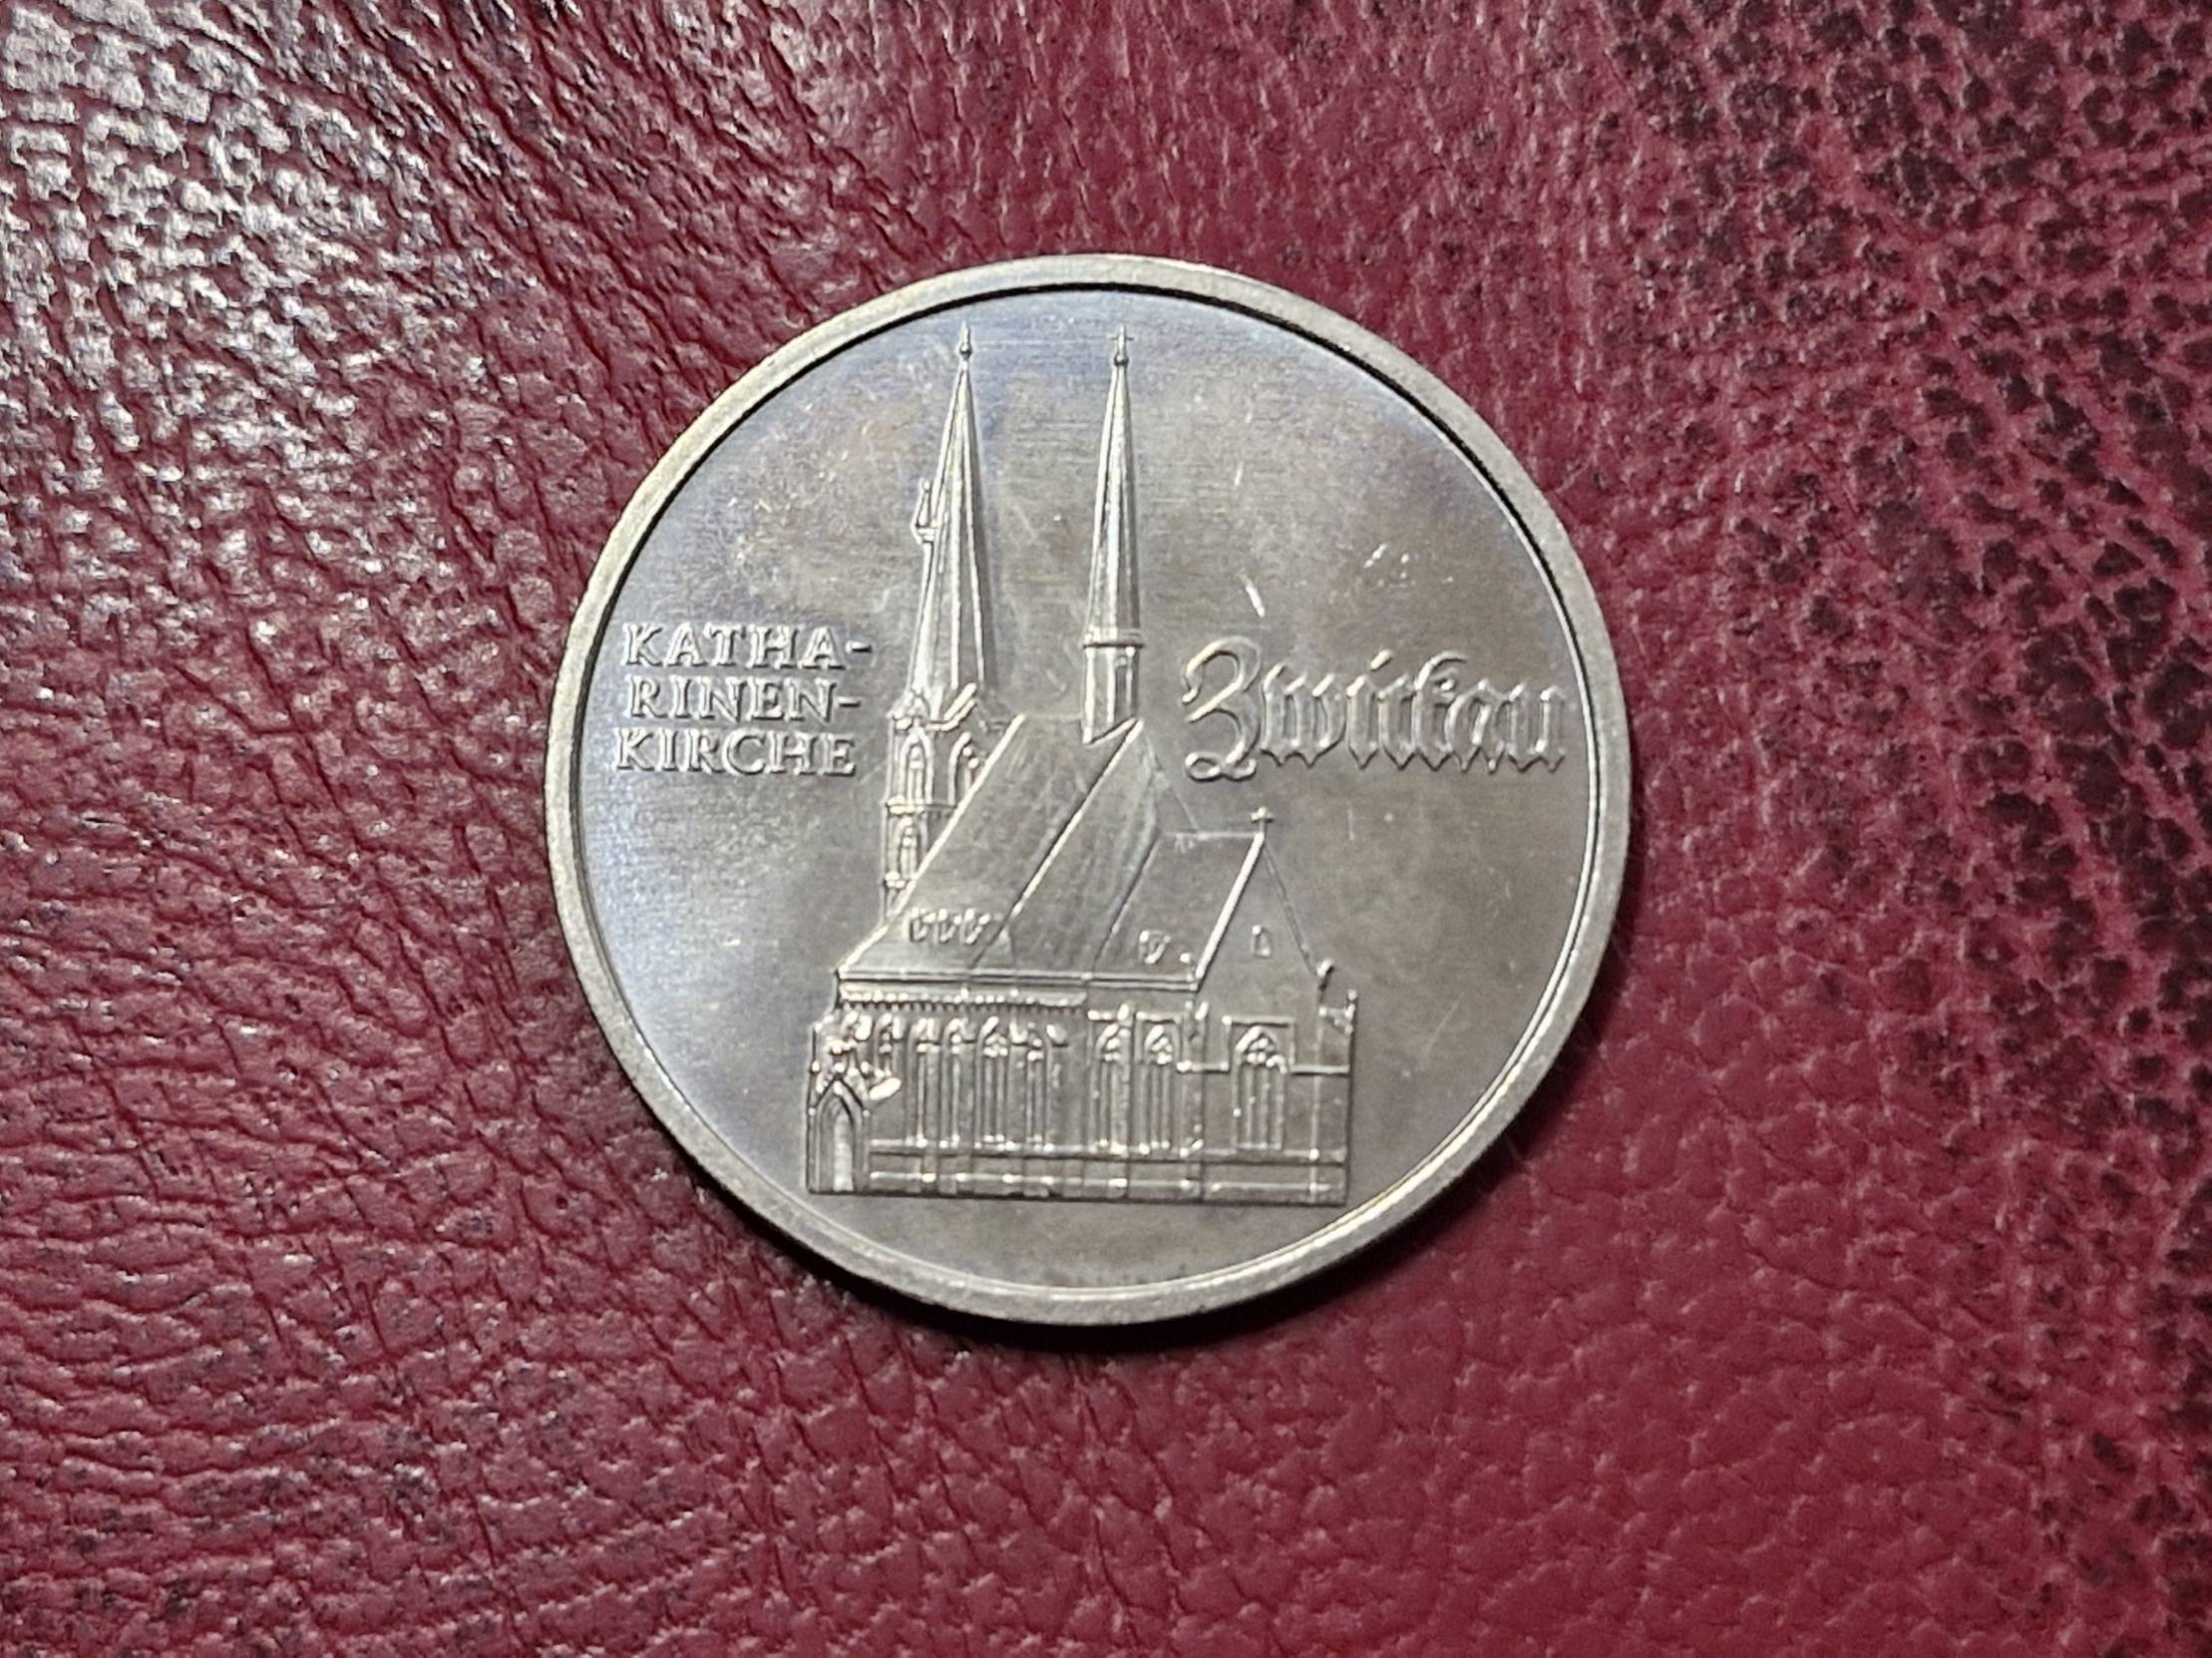 KATHA-
RINEN-
KIRCHE
Zwickau